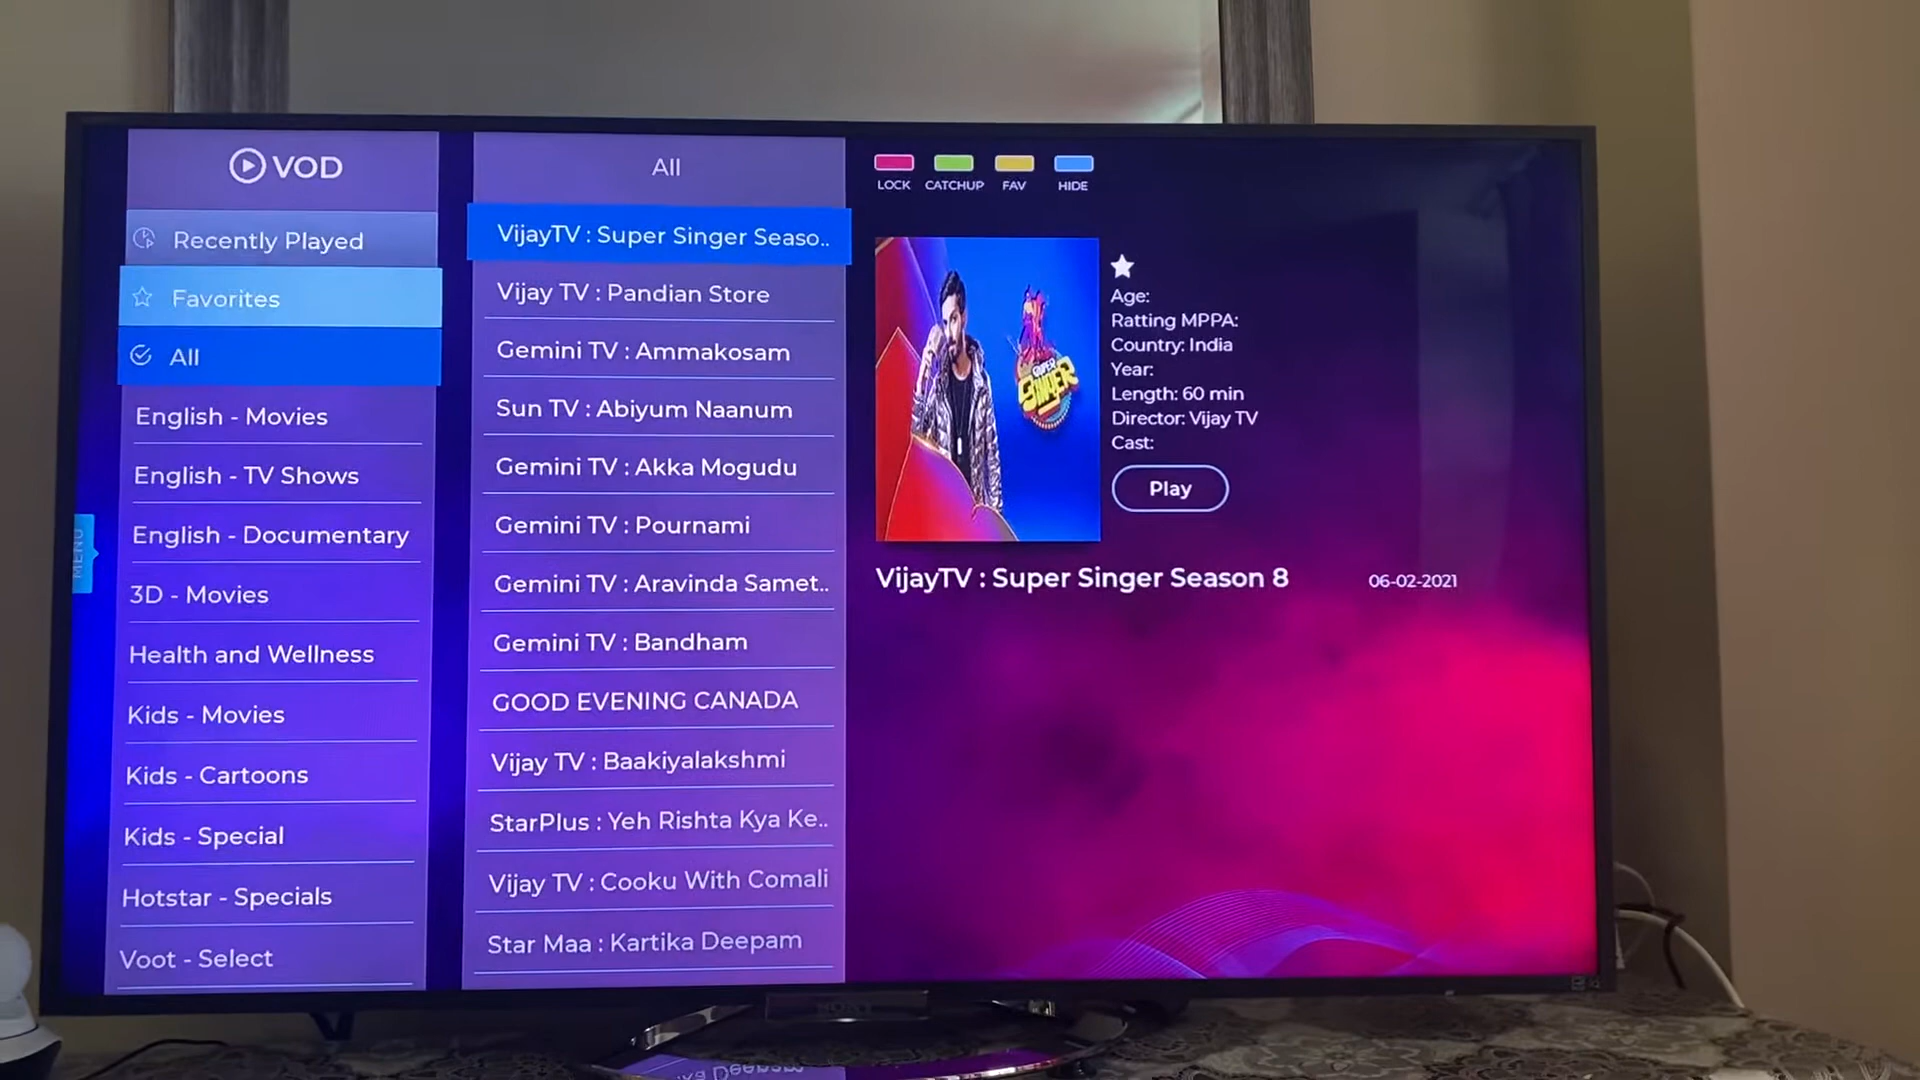 VOD
Recently Played
Favorites
All
English - Movies
English - TV Shows
English - Documentary
3D - Movies
Health and Wellness
Kids - Movies
Kids - Cartoons
Kids - Special
Hotstar - Specials
Voot - Select
MENU
All
VijayTV : Super Singer Seaso..
Vijay TV : Pandian Store
Gemini TV : Ammakosam
Sun TV : Abiyum Naanum
Gemini TV : Akka Mogudu
Gemini TV : Pournami
Gemini TV : Aravinda Samet..
Gemini TV : Bandham
GOOD EVENING CANADA
Vijay TV : Baakiyalakshmi
StarPlus : Yeh Rishta Kya Ke..
Vijay TV : Cooku With Comali
Star Maa : Kartika Deepam
LOCK CATCHUP FAV HIDE
SUPER
SINGER
Age:
Ratting MPPA:
Country: India
Year:
Length: 60 min
Director: Vijay TV
Cast:
Play
VijayTV : Super Singer Season 8 06-02-2021
SONY